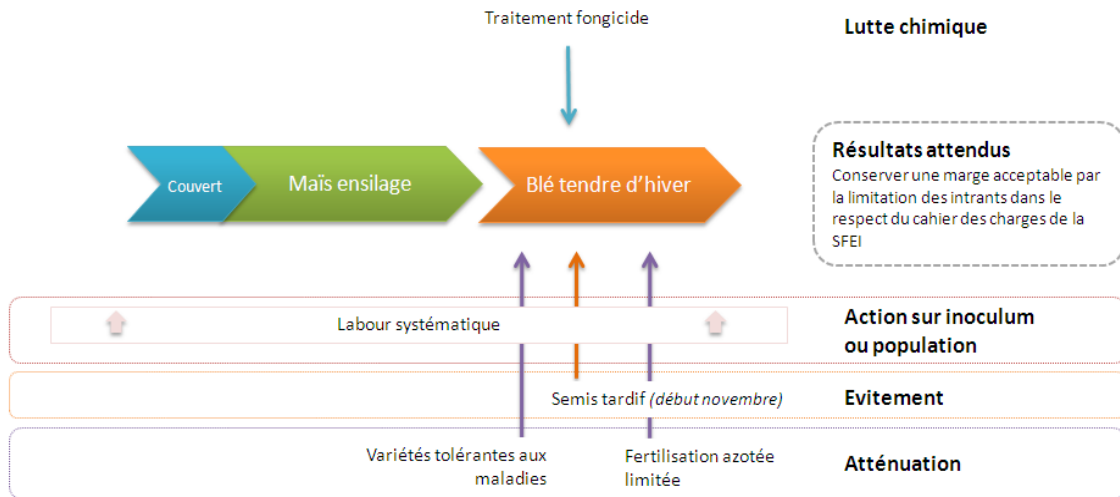 Traitement fongicide
Lutte chimique
Couvert
Maïs ensilage
Blé tendre d’hiver
Résultats attendus
Conserver une marge acceptable par
la limitation des intrants dans le
respect du cahier des charges de la
SFEI
Labour systématique
Action sur inoculum
ou population
Semis tardif (début novembre)
Evitement
Variétés tolérantes aux
maladies
Fertilisation azotée
limitée
Atténuation